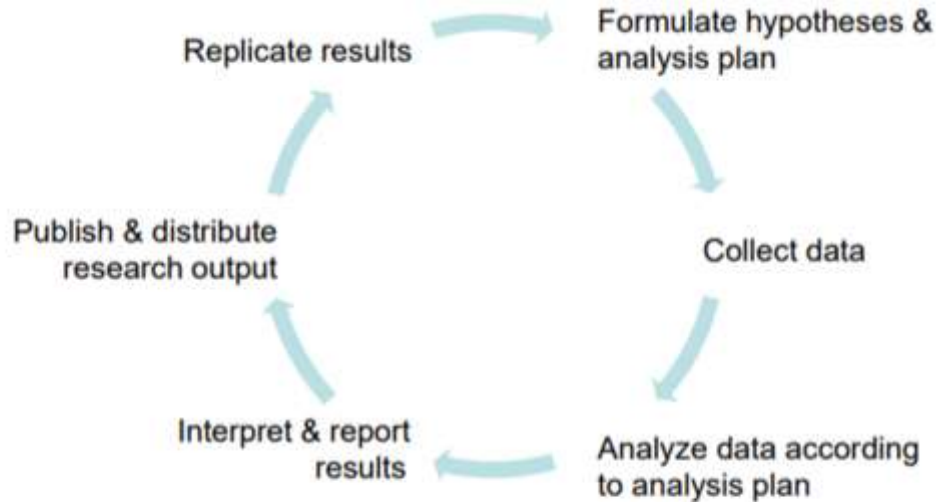 Formulate hypotheses &
analysis plan
Collect data
Analyze data according
to analysis plan
Interpret & report
results
Publish & distribute
research output
Replicate results